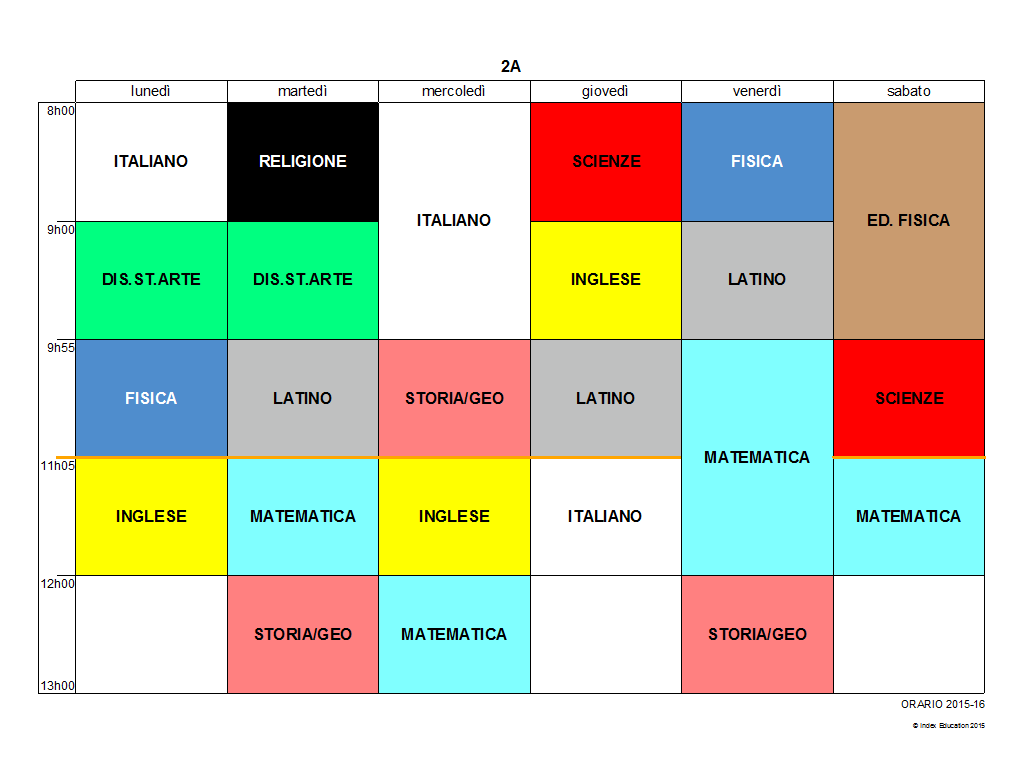 2A
lunedì martedì mercoledì giovedì venerdì sabato
8h00
ITALIANO RELIGIONE SCIENZE FISICA
ITALIANO ED. FISICA
9h00
DIS.ST.ARTE DIS.ST.ARTE INGLESE LATINO
9h55
FISICA LATINO STORIA/GEO LATINO SCIENZE
MATEMATICA
11h05
INGLESE MATEMATICA INGLESE ITALIANO MATEMATICA
12h00
STORIA/GEO MATEMATICA STORIA/GEO
13h00
ORARIO 2015-16
© Index Education 2015